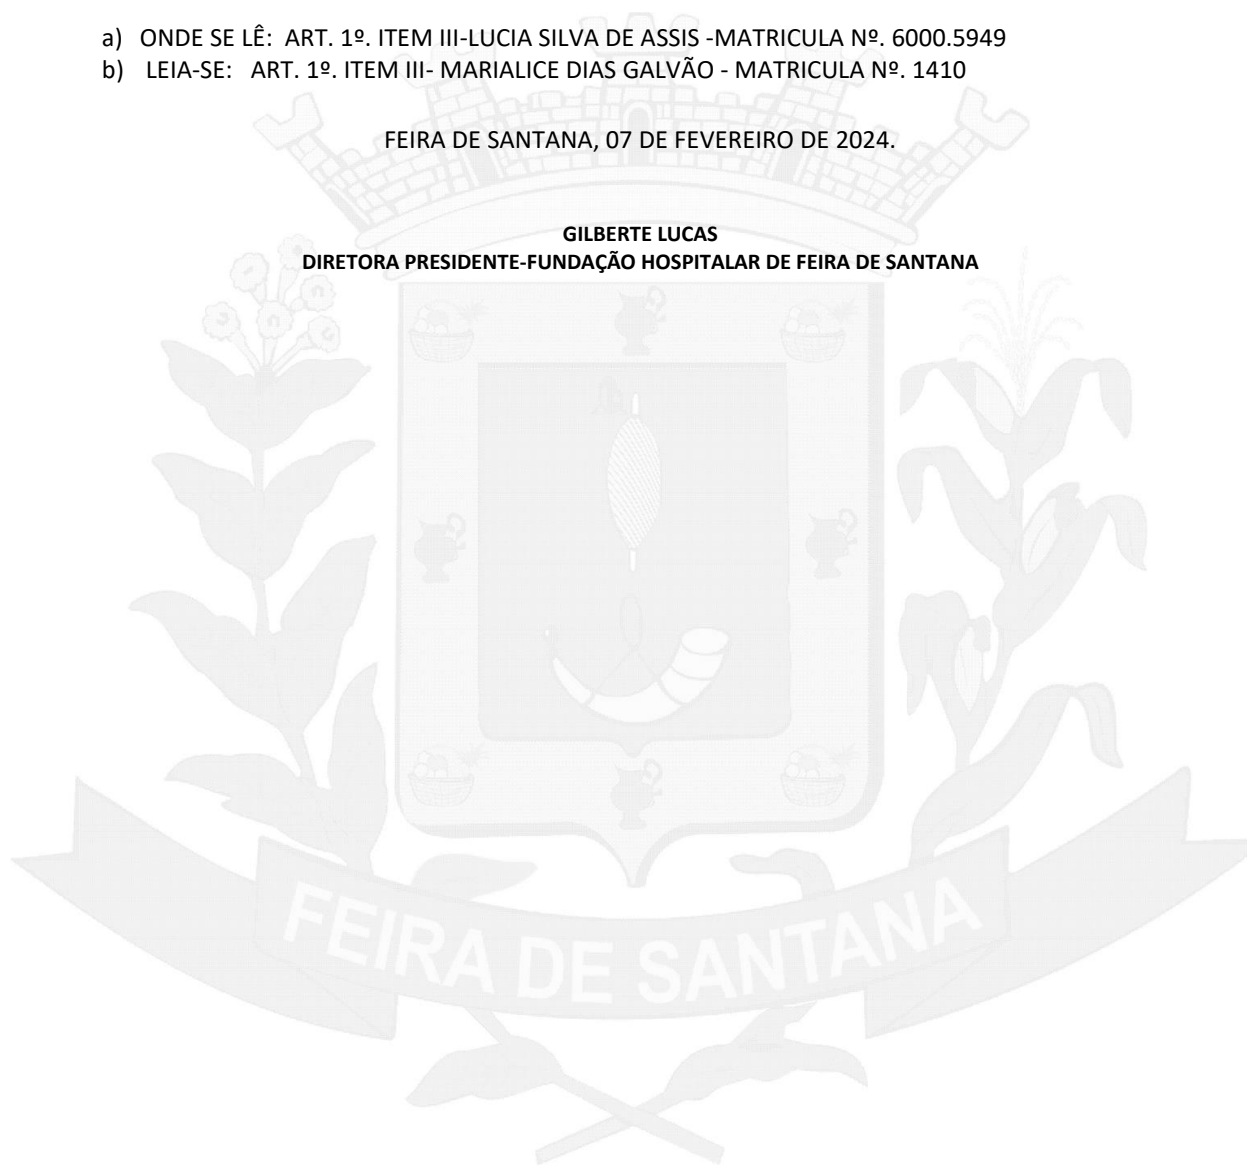 a) ONDE SE LÊ: ART. 1º. ITEM III-LUCIA SILVA DE ASSIS -MATRICULA Nº. 6000.5949
b) LEIA-SE: ART. 1º. ITEM III- MARIALICE DIAS GALVÃO - MATRICULA Nº. 1410
FEIRA DE SANTANA, 07 DE FEVEREIRO DE 2024.
GILBERTE LUCAS
DIRETORA PRESIDENTE-FUNDAÇÃO HOSPITALAR DE FEIRA DE SANTANA
FEIRA DE SANTANA